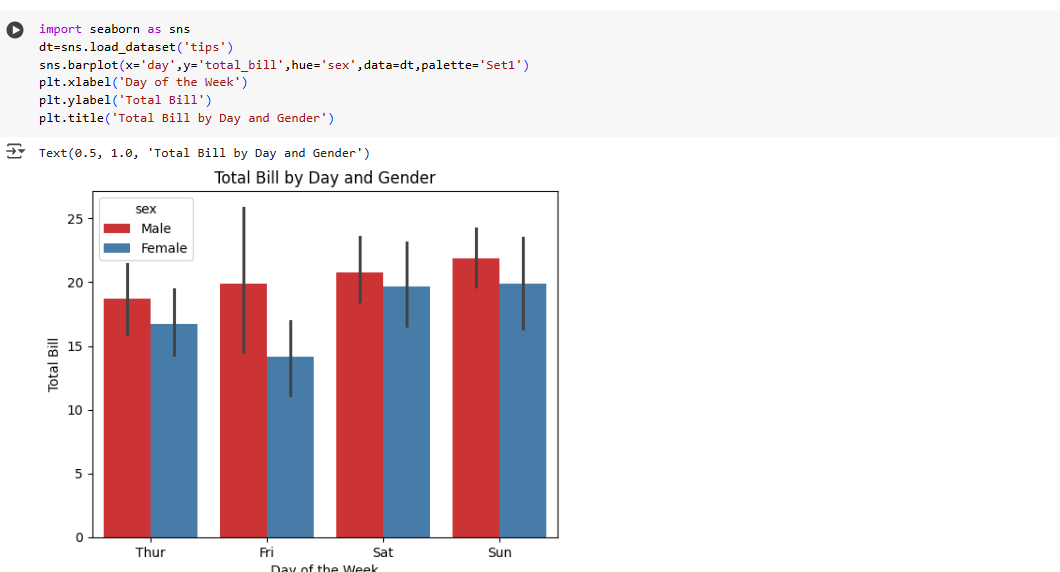 import seaborn as sns
dt=sns.load_dataset('tips')
sns.barplot(x='day',y='total_bill',hue='sex',data=dt,palette='Set1')
plt.xlabel('Day of the Week')
plt.ylabel('Total Bill')
plt.title('Total Bill by Day and Gender')
Text(0.5, 1.0, 'Total Bill by Day and Gender')
Total Bill by Day and Gender
sex
Male
Female
25
20
15
10
5
0
Total Bill
Thur Fri Sat Sun
Day of the Week